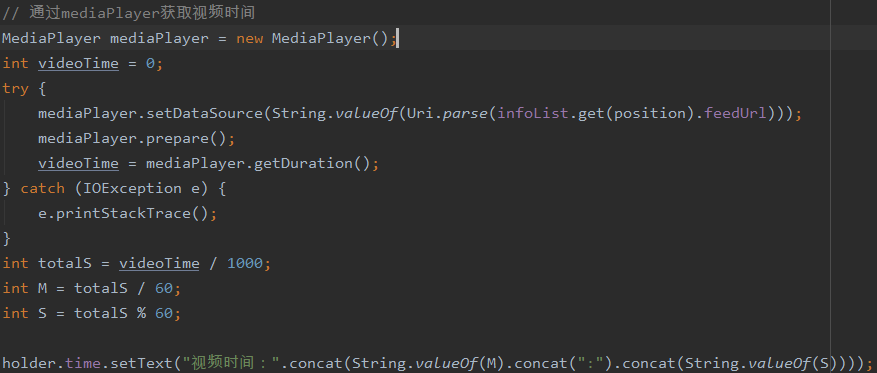 // 通过mediaPlayer获取视频时间
MediaPlayer mediaPlayer = new MediaPlayer();
int videoTime = 0;
try {
    mediaPlayer.setDataSource(String.valueOf(Uri.parse(infoList.get(position).feedUrl)));
    mediaPlayer.prepare();
    videoTime = mediaPlayer.getDuration();
} catch (IOException e) {
    e.printStackTrace();
}
int totalS = videoTime / 1000;
int M = totalS / 60;
int S = totalS % 60;
holder.time.setText("视频时间：".concat(String.valueOf(M).concat(":").concat(String.valueOf(S))));